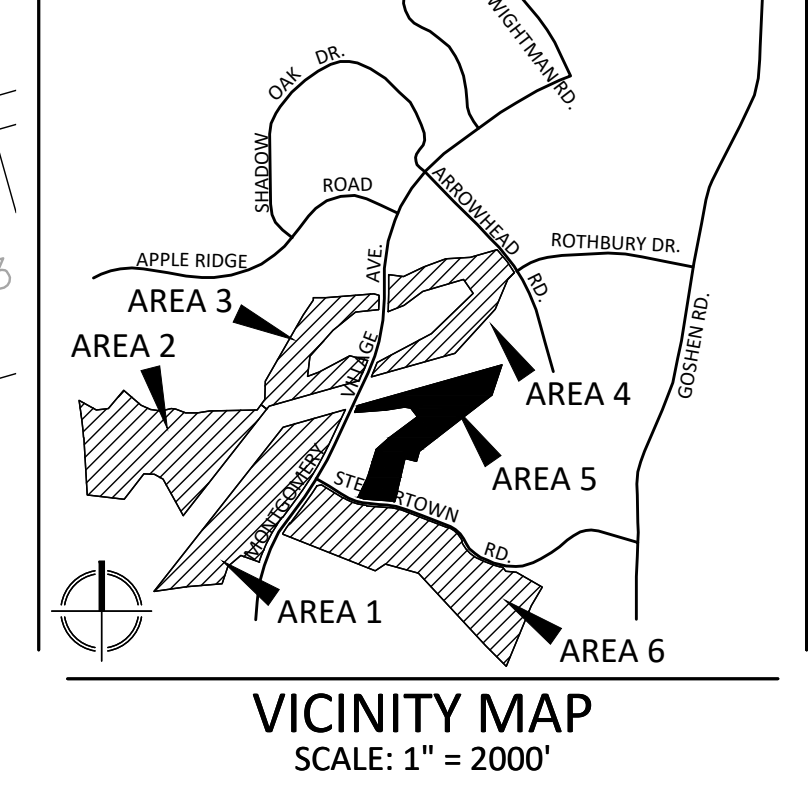 WIGHTMAN RD.
OAK DR.
SHADOW
ROAD
ARROWHEAD
RD.
ROTHBURY DR.
APPLE RIDGE
AVE.
AREA 3
AREA 2
VILLAGE
GOSHEN RD.
AREA 4
AREA 5
MONTGOMERY
RD.
AREA 1
AREA 6
VICINITY MAP
SCALE: 1" = 2000'